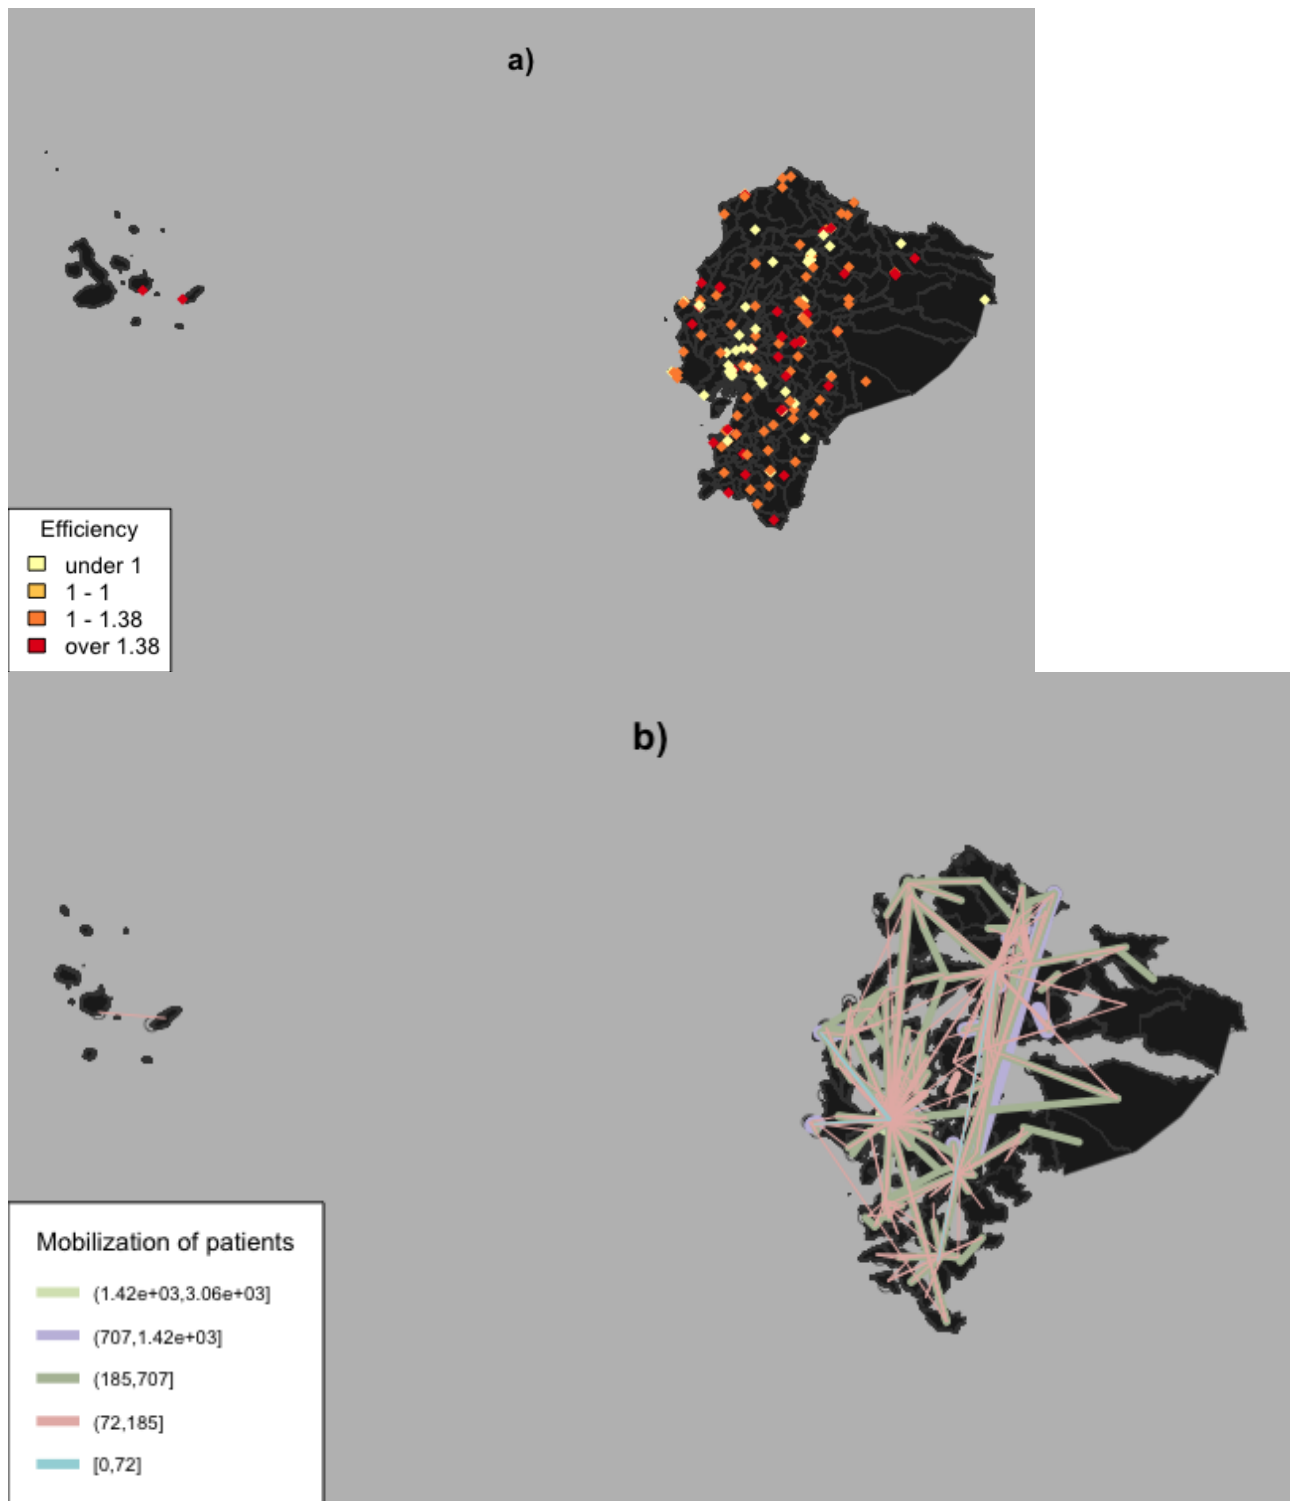 a)
Efficiency
under 1
1 - 1
1 - 1.38
over 1.38
b)
Mobilization of patients
(1.42e+03,3.06e+03]
(707,1.42e+03]
(185,707]
(72,185]
[0,72]